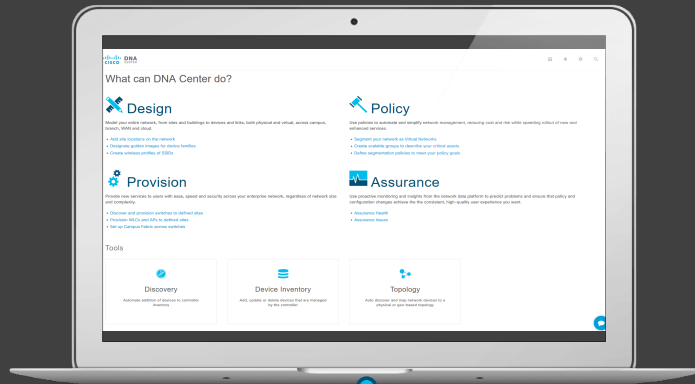 CISCO DNA CENTER
What can DNA Center do?
Design
Model your entire network, from sites and buildings to devices and links, both physical and virtual, across campus,
branch, WAN and cloud.
Add site locations on the network
Designate golden images for device families
Create wireless profiles of SSIDs
Policy
Use policies to automate and simplify network management, reducing cost and risk while speeding rollout of new and
enhanced services.
Segment your network as Virtual Networks
Create scalable groups to describe your critical assets
Define segmentation policies to meet your policy goals
Provision
Provide new services to users with ease, speed and security across your enterprise network, regardless of network size
and complexity.
Discover and provision switches to defined sites
Provision WLCs and APs to defined sites
Set up Campus Fabric across switches
Assurance
Use proactive monitoring and insights from the network data platform to predict problems and ensure that policy and
configuration changes achieve the the consistent, high-quality user experience you want.
Assurance Health
Assurance Issues
Tools
Discovery
Automate addition of devices to controller
inventory
Device Inventory
Add, update or delete devices that are managed
by the controller
Topology
Auto discover and map network devices to a
physical or geo-based topology